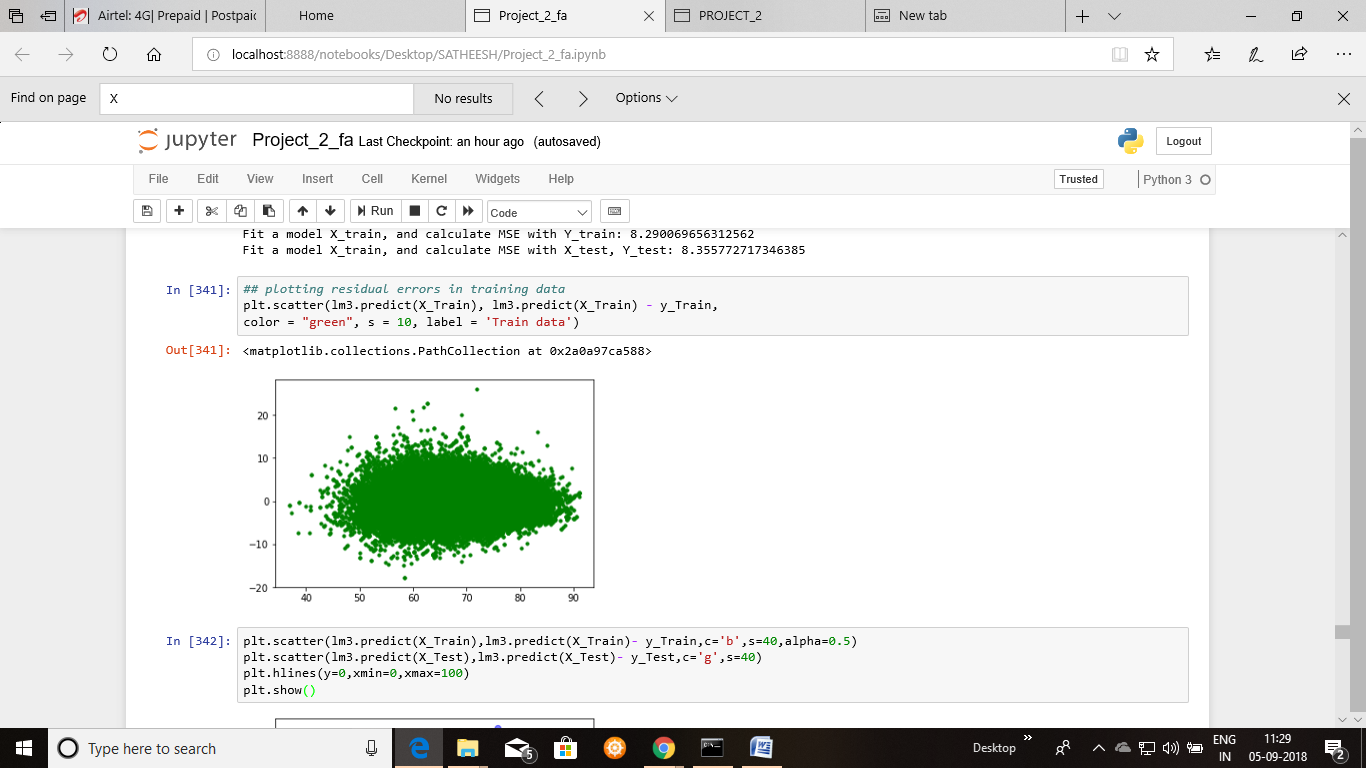 Airtel: 4G| Prepaid | Postpaid
Home
Project_2_fa
PROJECT_2
New tab
localhost:8888/notebooks/Desktop/SATHEESH/Project_2_fa.ipynb
Find on page
X
No results
Options
jupyter
Project_2_fa Last Checkpoint: an hour ago (autosaved)
Logout
File Edit View Insert Cell Kernel Widgets Help
Trusted
Python 3
Run
Code
Fit a model X_train, and calculate MSE with Y_train: 8.290069656312562
Fit a model X_train, and calculate MSE with X_test, Y_test: 8.355772717346385
In [341]:
## plotting residual errors in training data
plt.scatter(lm3.predict(X_Train), lm3.predict(X_Train) - y_Train,
color = "green", s = 10, label = 'Train data')
Out[341]: <matplotlib.collections.PathCollection at 0x2a0a97ca588>
20
10
0
−10
−20
40 50 60 70 80 90
In [342]:
plt.scatter(lm3.predict(X_Train),lm3.predict(X_Train)- y_Train,c='b',s=40,alpha=0.5)
plt.scatter(lm3.predict(X_Test),lm3.predict(X_Test)- y_Test,c='g',s=40)
plt.hlines(y=0,xmin=0,xmax=100)
plt.show()
Type here to search
5
Desktop
ENG
IN
11:29
05-09-2018
2